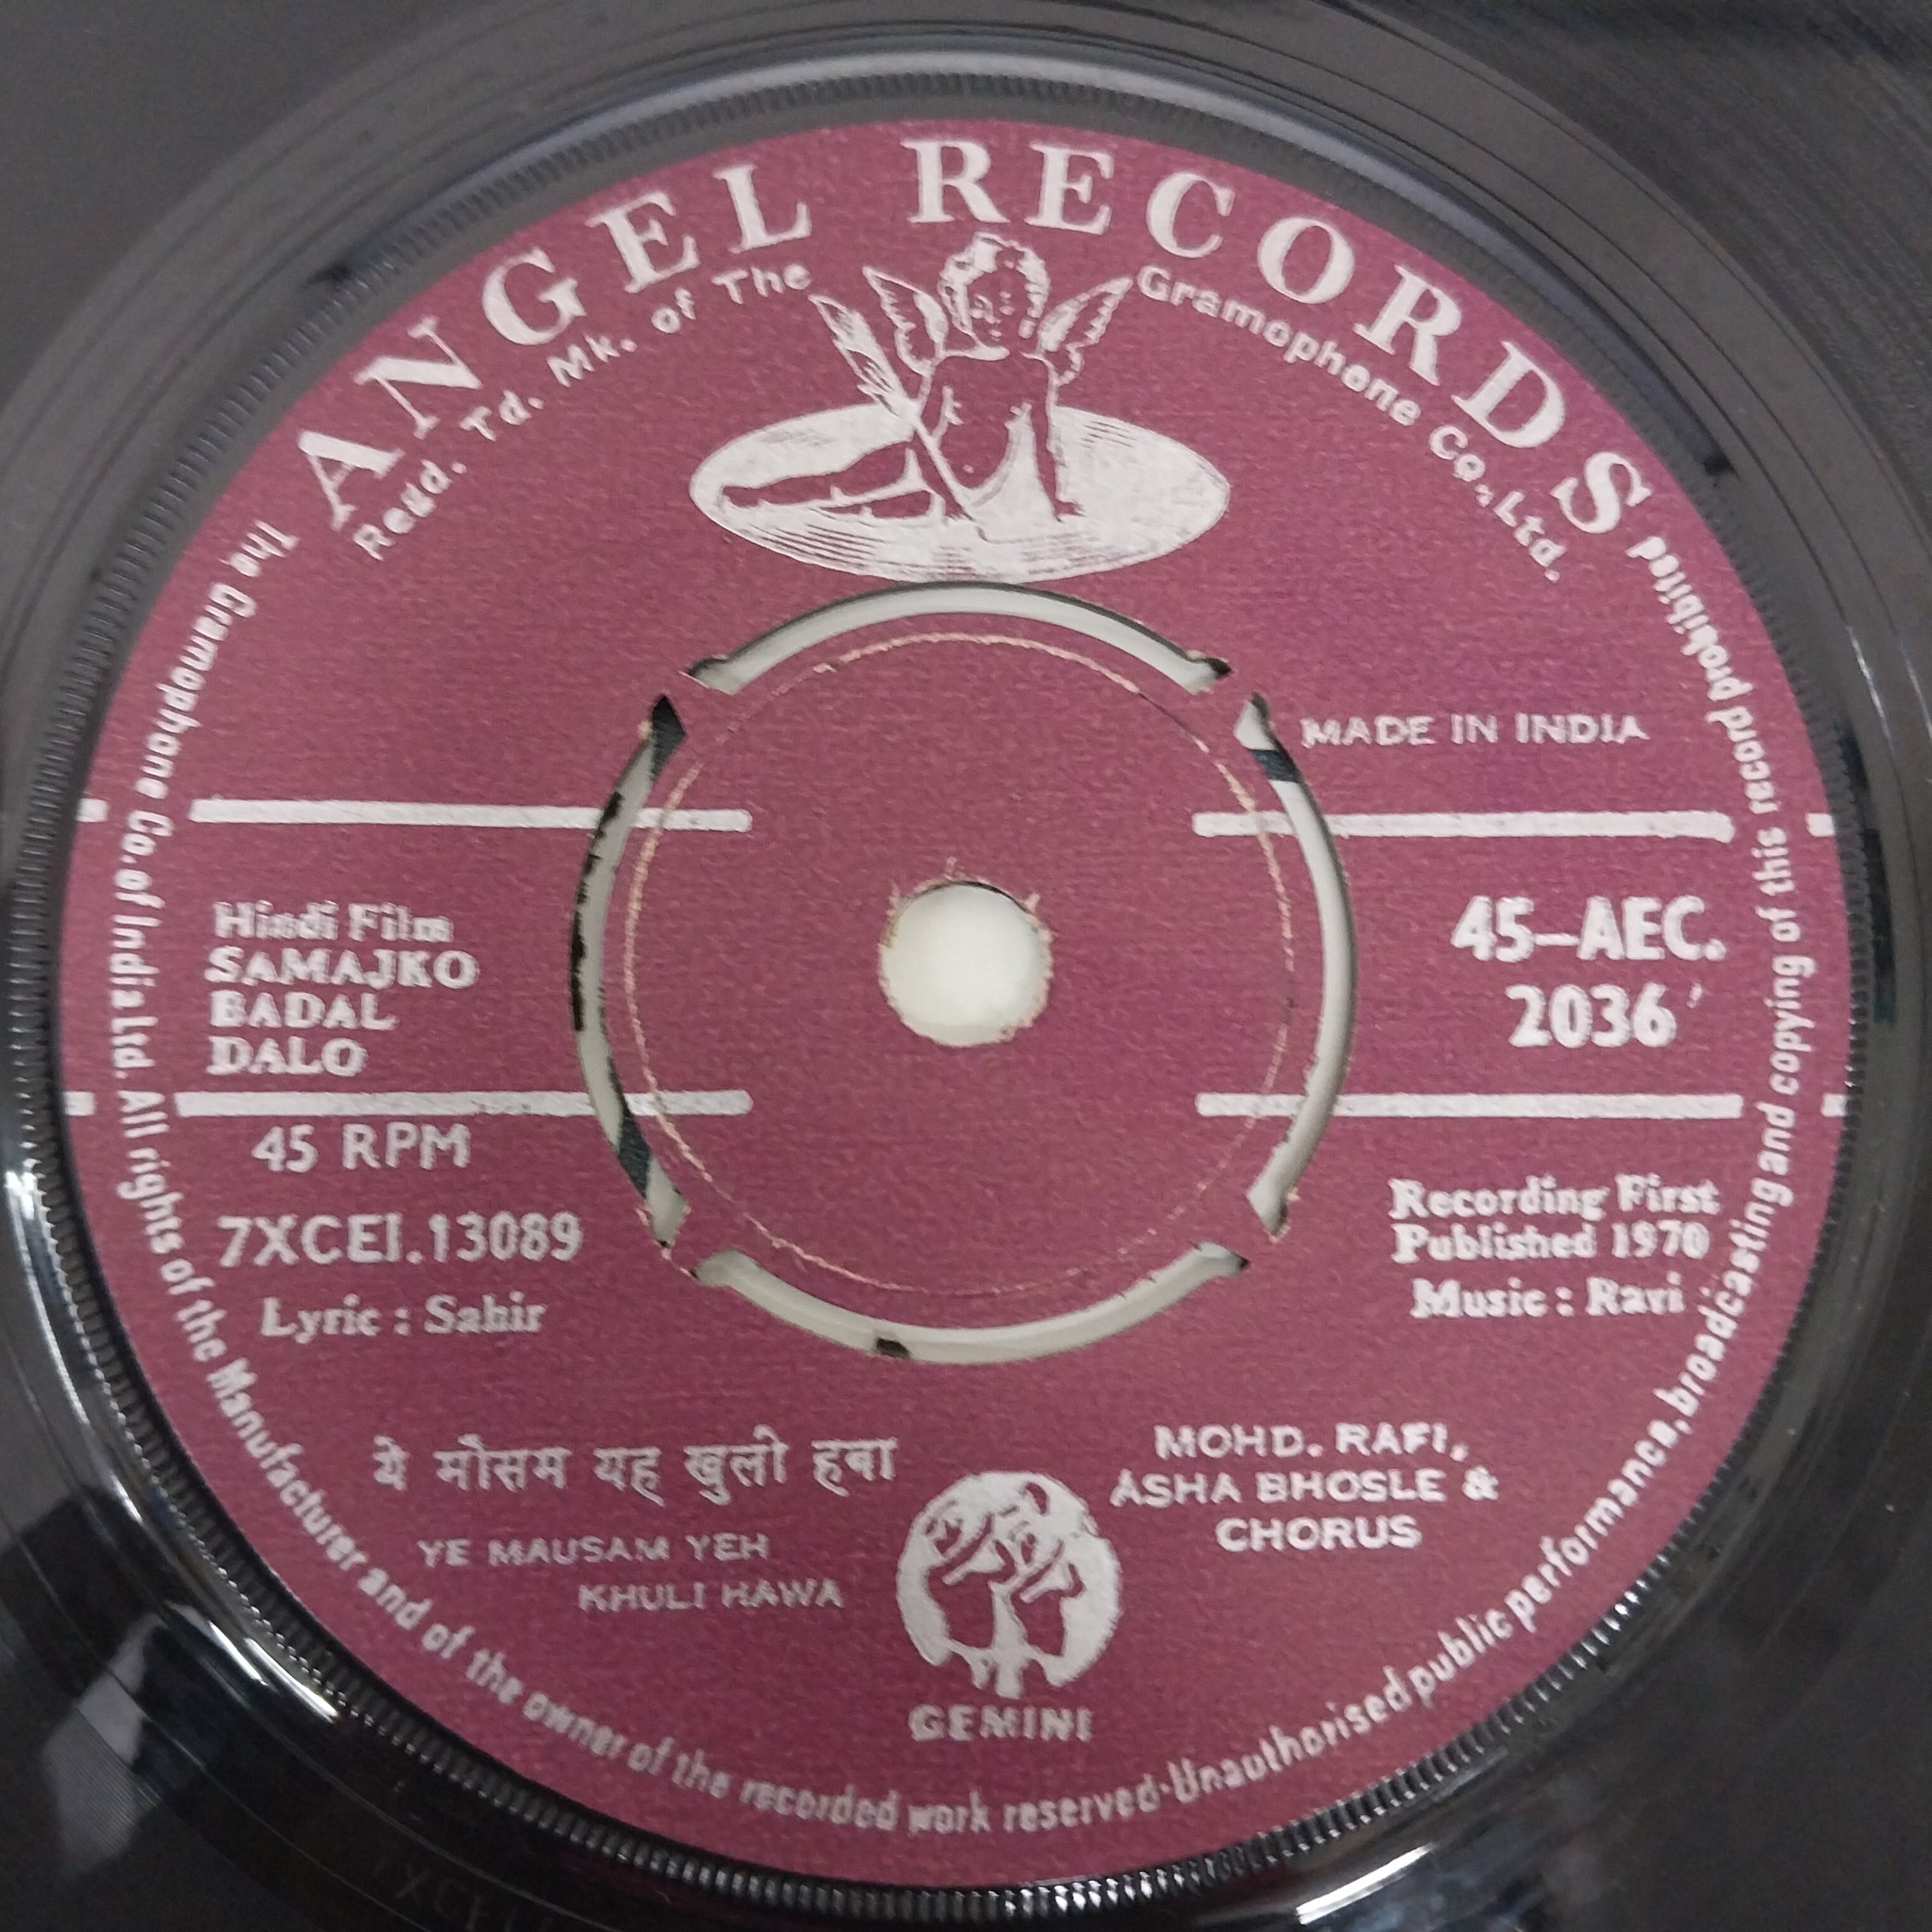 ANGEL RECORDS
Regd. Td. Mk. of The Gramophone Co., Ltd.
MADE IN INDIA
Hindi Film
SAMAJKO
BADAL
DALO
45-AEC.
2036
45 RPM
7XCEI.13089
Lyric : Sahir
Recording First
Published 1970
Music : Ravi
ये मौसम यह खुली हवा
YE MAUSAM YEH
KHULI HAWA
MOHD. RAFI,
ASHA BHOSLE &
CHORUS
GEMINI
The Gramophone Co. of India Ltd. All rights of the Manufacturer and of the owner of the recorded work reserved·Unauthorised public performance, broadcasting and copying of this record prohibited